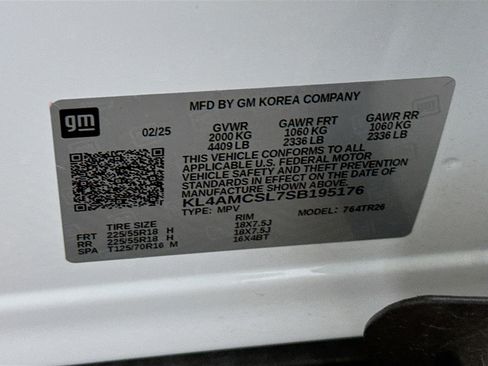 MFD BY GM KOREA COMPANY
gm
02/25
GVWR GAWR FRT GAWR RR
2000 KG 1060 KG 1060 KG
4409 LB 2336 LB 2336 LB
THIS VEHICLE CONFORMS TO ALL
APPLICABLE U.S. FEDERAL MOTOR
VEHICLE SAFETY AND THEFT PREVENTION
STANDARDS IN EFFECT ON THE DATE OF
MANUFACTURE SHOWN ABOVE.
KL4AMCSL7SB195176
TYPE: MPV MODEL: 764TR26
TIRE SIZE RIM
FRT 225/55R18 H 18X7.5J
RR 225/55R18 H 18X7.5J
SPA T125/70R16 M 16X4BT